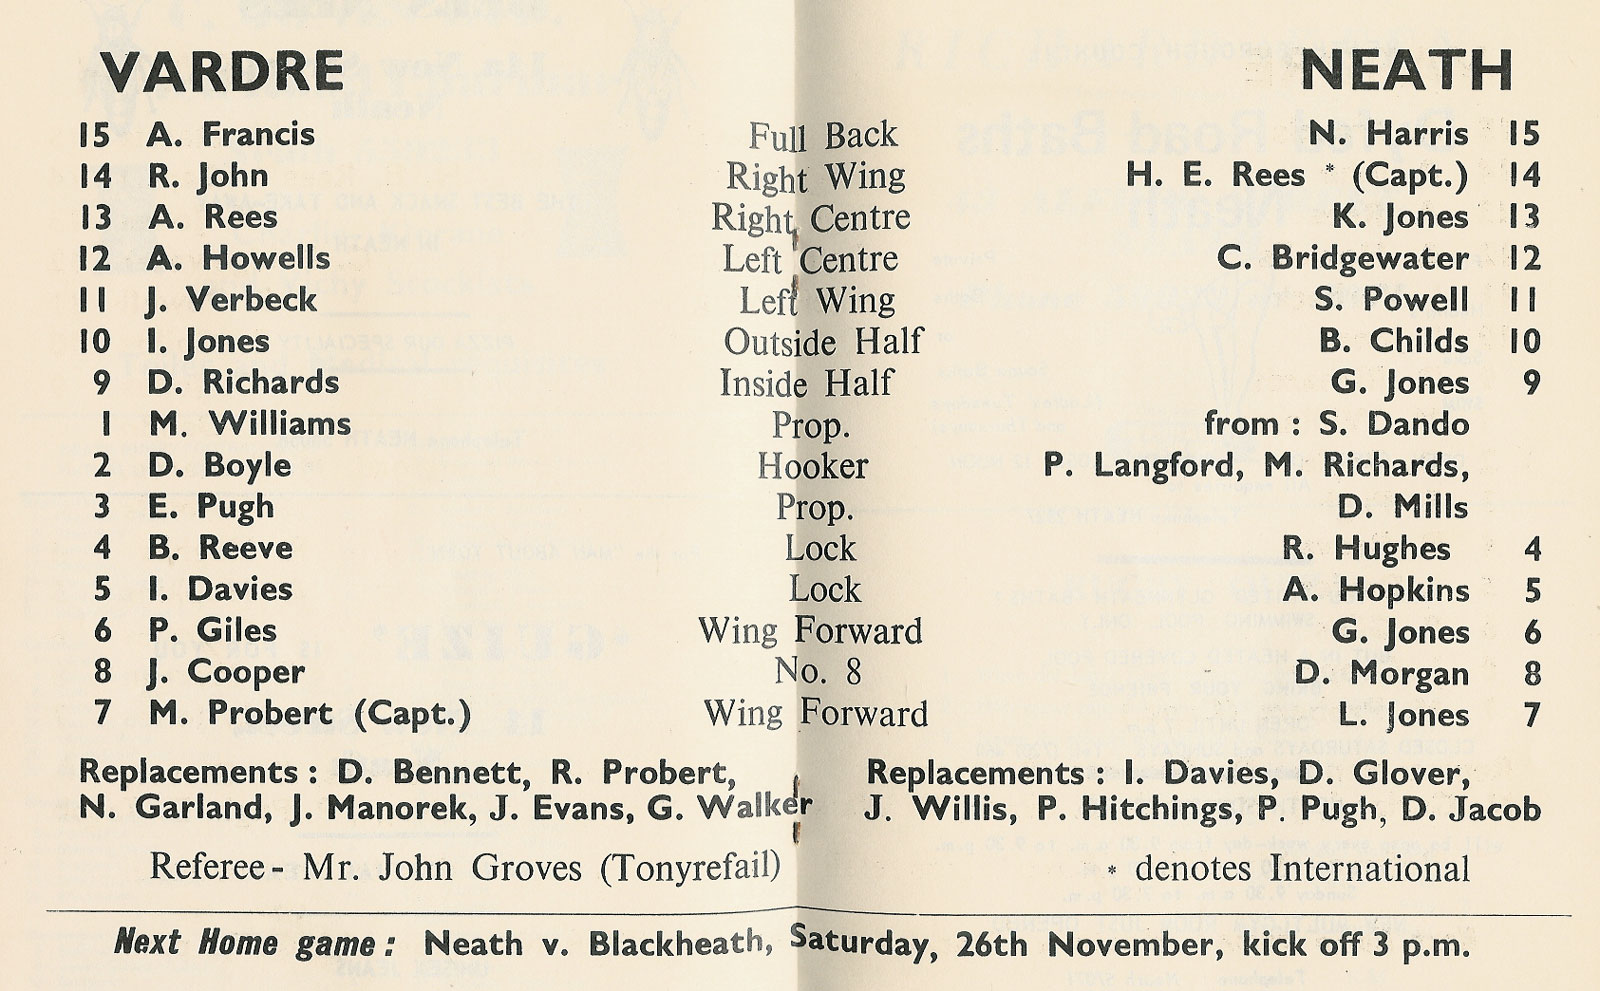 VARDRE NEATH
15 A. Francis Full Back N. Harris 15
14 R. John Right Wing H. E. Rees * (Capt.) 14
13 A. Rees Right Centre K. Jones 13
12 A. Howells Left Centre C. Bridgewater 12
11 J. Verbeck Left Wing S. Powell 11
10 I. Jones Outside Half B. Childs 10
9 D. Richards Inside Half G. Jones 9
1 M. Williams Prop. from : S. Dando
2 D. Boyle Hooker P. Langford, M. Richards,
3 E. Pugh Prop. D. Mills
4 B. Reeve Lock R. Hughes 4
5 I. Davies Lock A. Hopkins 5
6 P. Giles Wing Forward G. Jones 6
8 J. Cooper No. 8 D. Morgan 8
7 M. Probert (Capt.) Wing Forward L. Jones 7
Replacements : D. Bennett, R. Probert,
N. Garland, J. Manorek, J. Evans, G. Walker
Replacements : I. Davies, D. Glover,
J. Willis, P. Hitchings, P. Pugh, D. Jacob
Referee - Mr. John Groves (Tonyrefail)
* denotes International
Next Home game : Neath v. Blackheath, Saturday, 26th November, kick off 3 p.m.